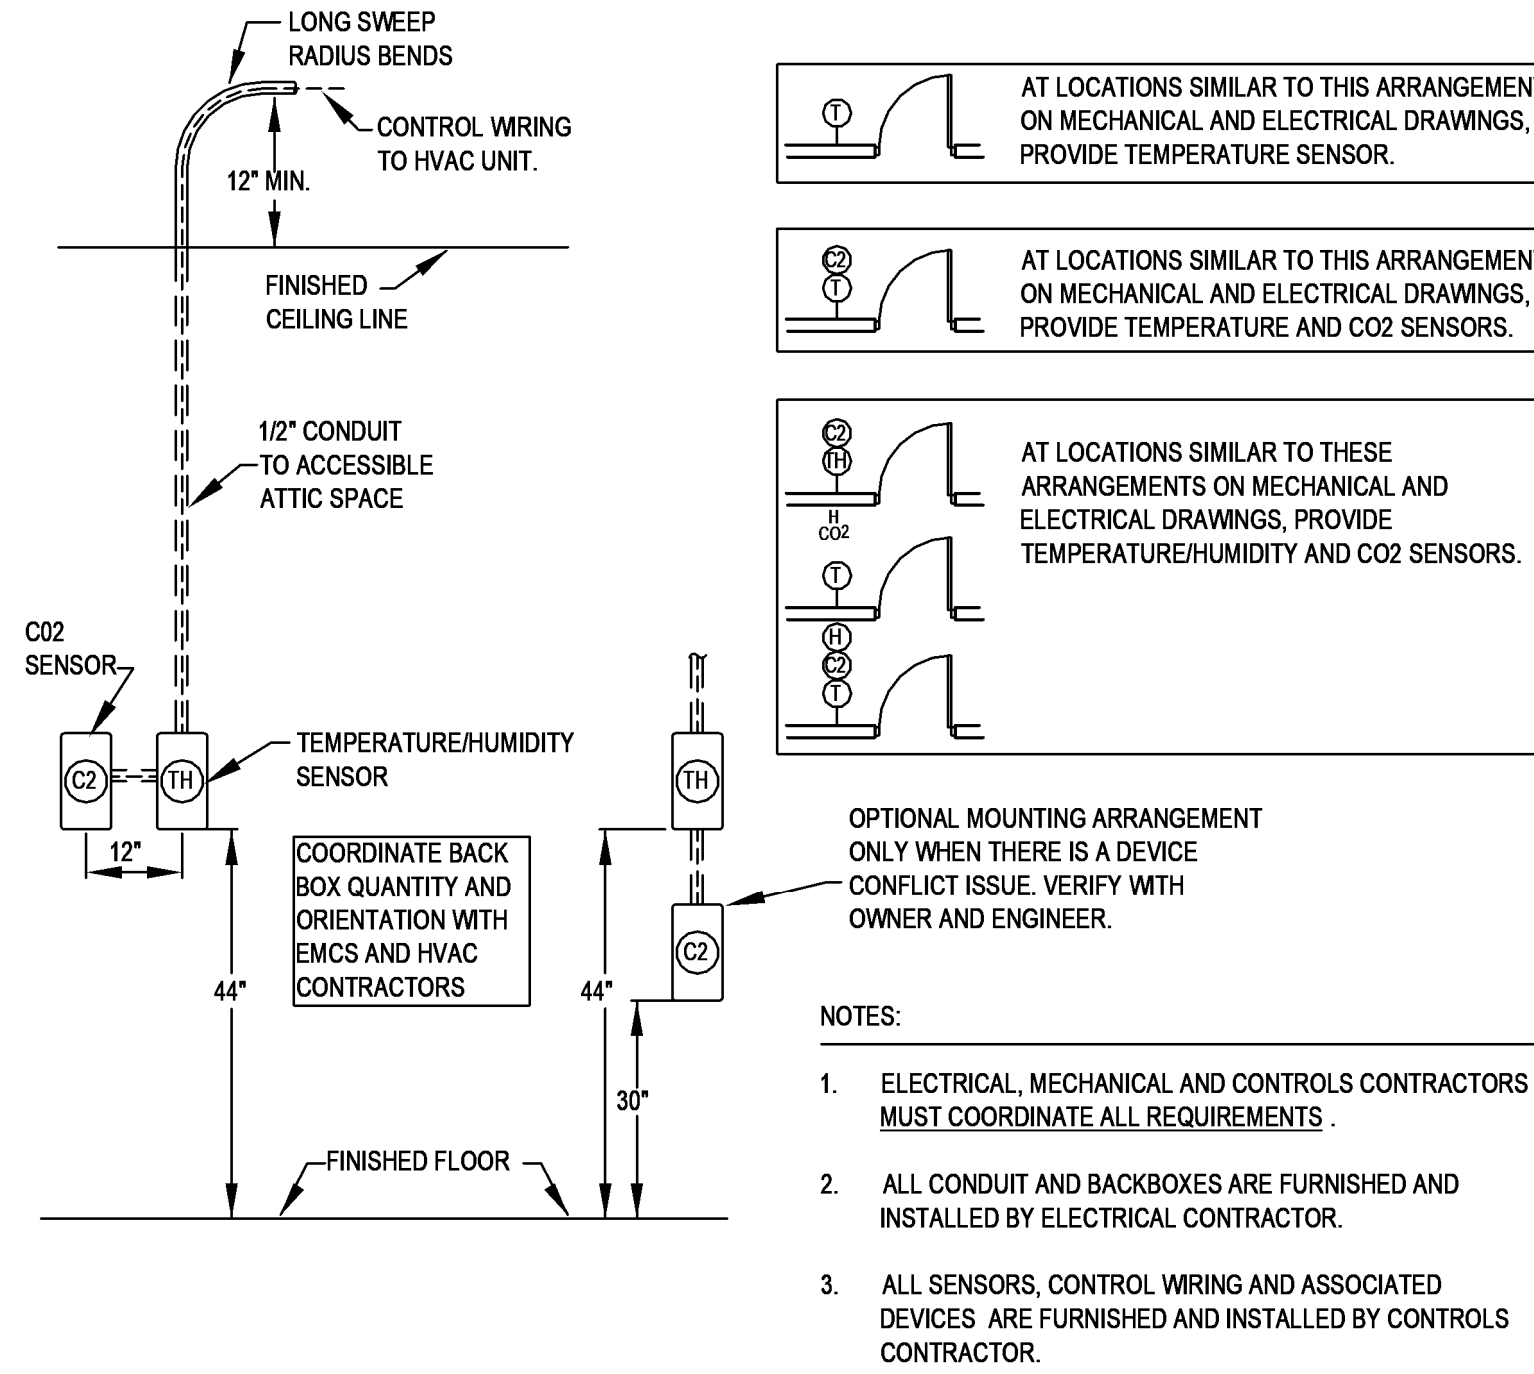 LONG SWEEP
RADIUS BENDS
CONTROL WIRING
TO HVAC UNIT.
12" MIN.
FINISHED
CEILING LINE
1/2" CONDUIT
TO ACCESSIBLE
ATTIC SPACE
C02
SENSOR
C2
TH
TEMPERATURE/HUMIDITY
SENSOR
12"
COORDINATE BACK
BOX QUANTITY AND
ORIENTATION WITH
EMCS AND HVAC
CONTRACTORS
44"
44"
30"
TH
C2
FINISHED FLOOR
T
AT LOCATIONS SIMILAR TO THIS ARRANGEMENT
ON MECHANICAL AND ELECTRICAL DRAWINGS,
PROVIDE TEMPERATURE SENSOR.
C2
T
AT LOCATIONS SIMILAR TO THIS ARRANGEMENT
ON MECHANICAL AND ELECTRICAL DRAWINGS,
PROVIDE TEMPERATURE AND CO2 SENSORS.
C2
TH
H
CO2
T
H
C2
T
AT LOCATIONS SIMILAR TO THESE
ARRANGEMENTS ON MECHANICAL AND
ELECTRICAL DRAWINGS, PROVIDE
TEMPERATURE/HUMIDITY AND CO2 SENSORS.
OPTIONAL MOUNTING ARRANGEMENT
ONLY WHEN THERE IS A DEVICE
CONFLICT ISSUE. VERIFY WITH
OWNER AND ENGINEER.
NOTES:
1. ELECTRICAL, MECHANICAL AND CONTROLS CONTRACTORS
MUST COORDINATE ALL REQUIREMENTS .
2. ALL CONDUIT AND BACKBOXES ARE FURNISHED AND
INSTALLED BY ELECTRICAL CONTRACTOR.
3. ALL SENSORS, CONTROL WIRING AND ASSOCIATED
DEVICES ARE FURNISHED AND INSTALLED BY CONTROLS
CONTRACTOR.